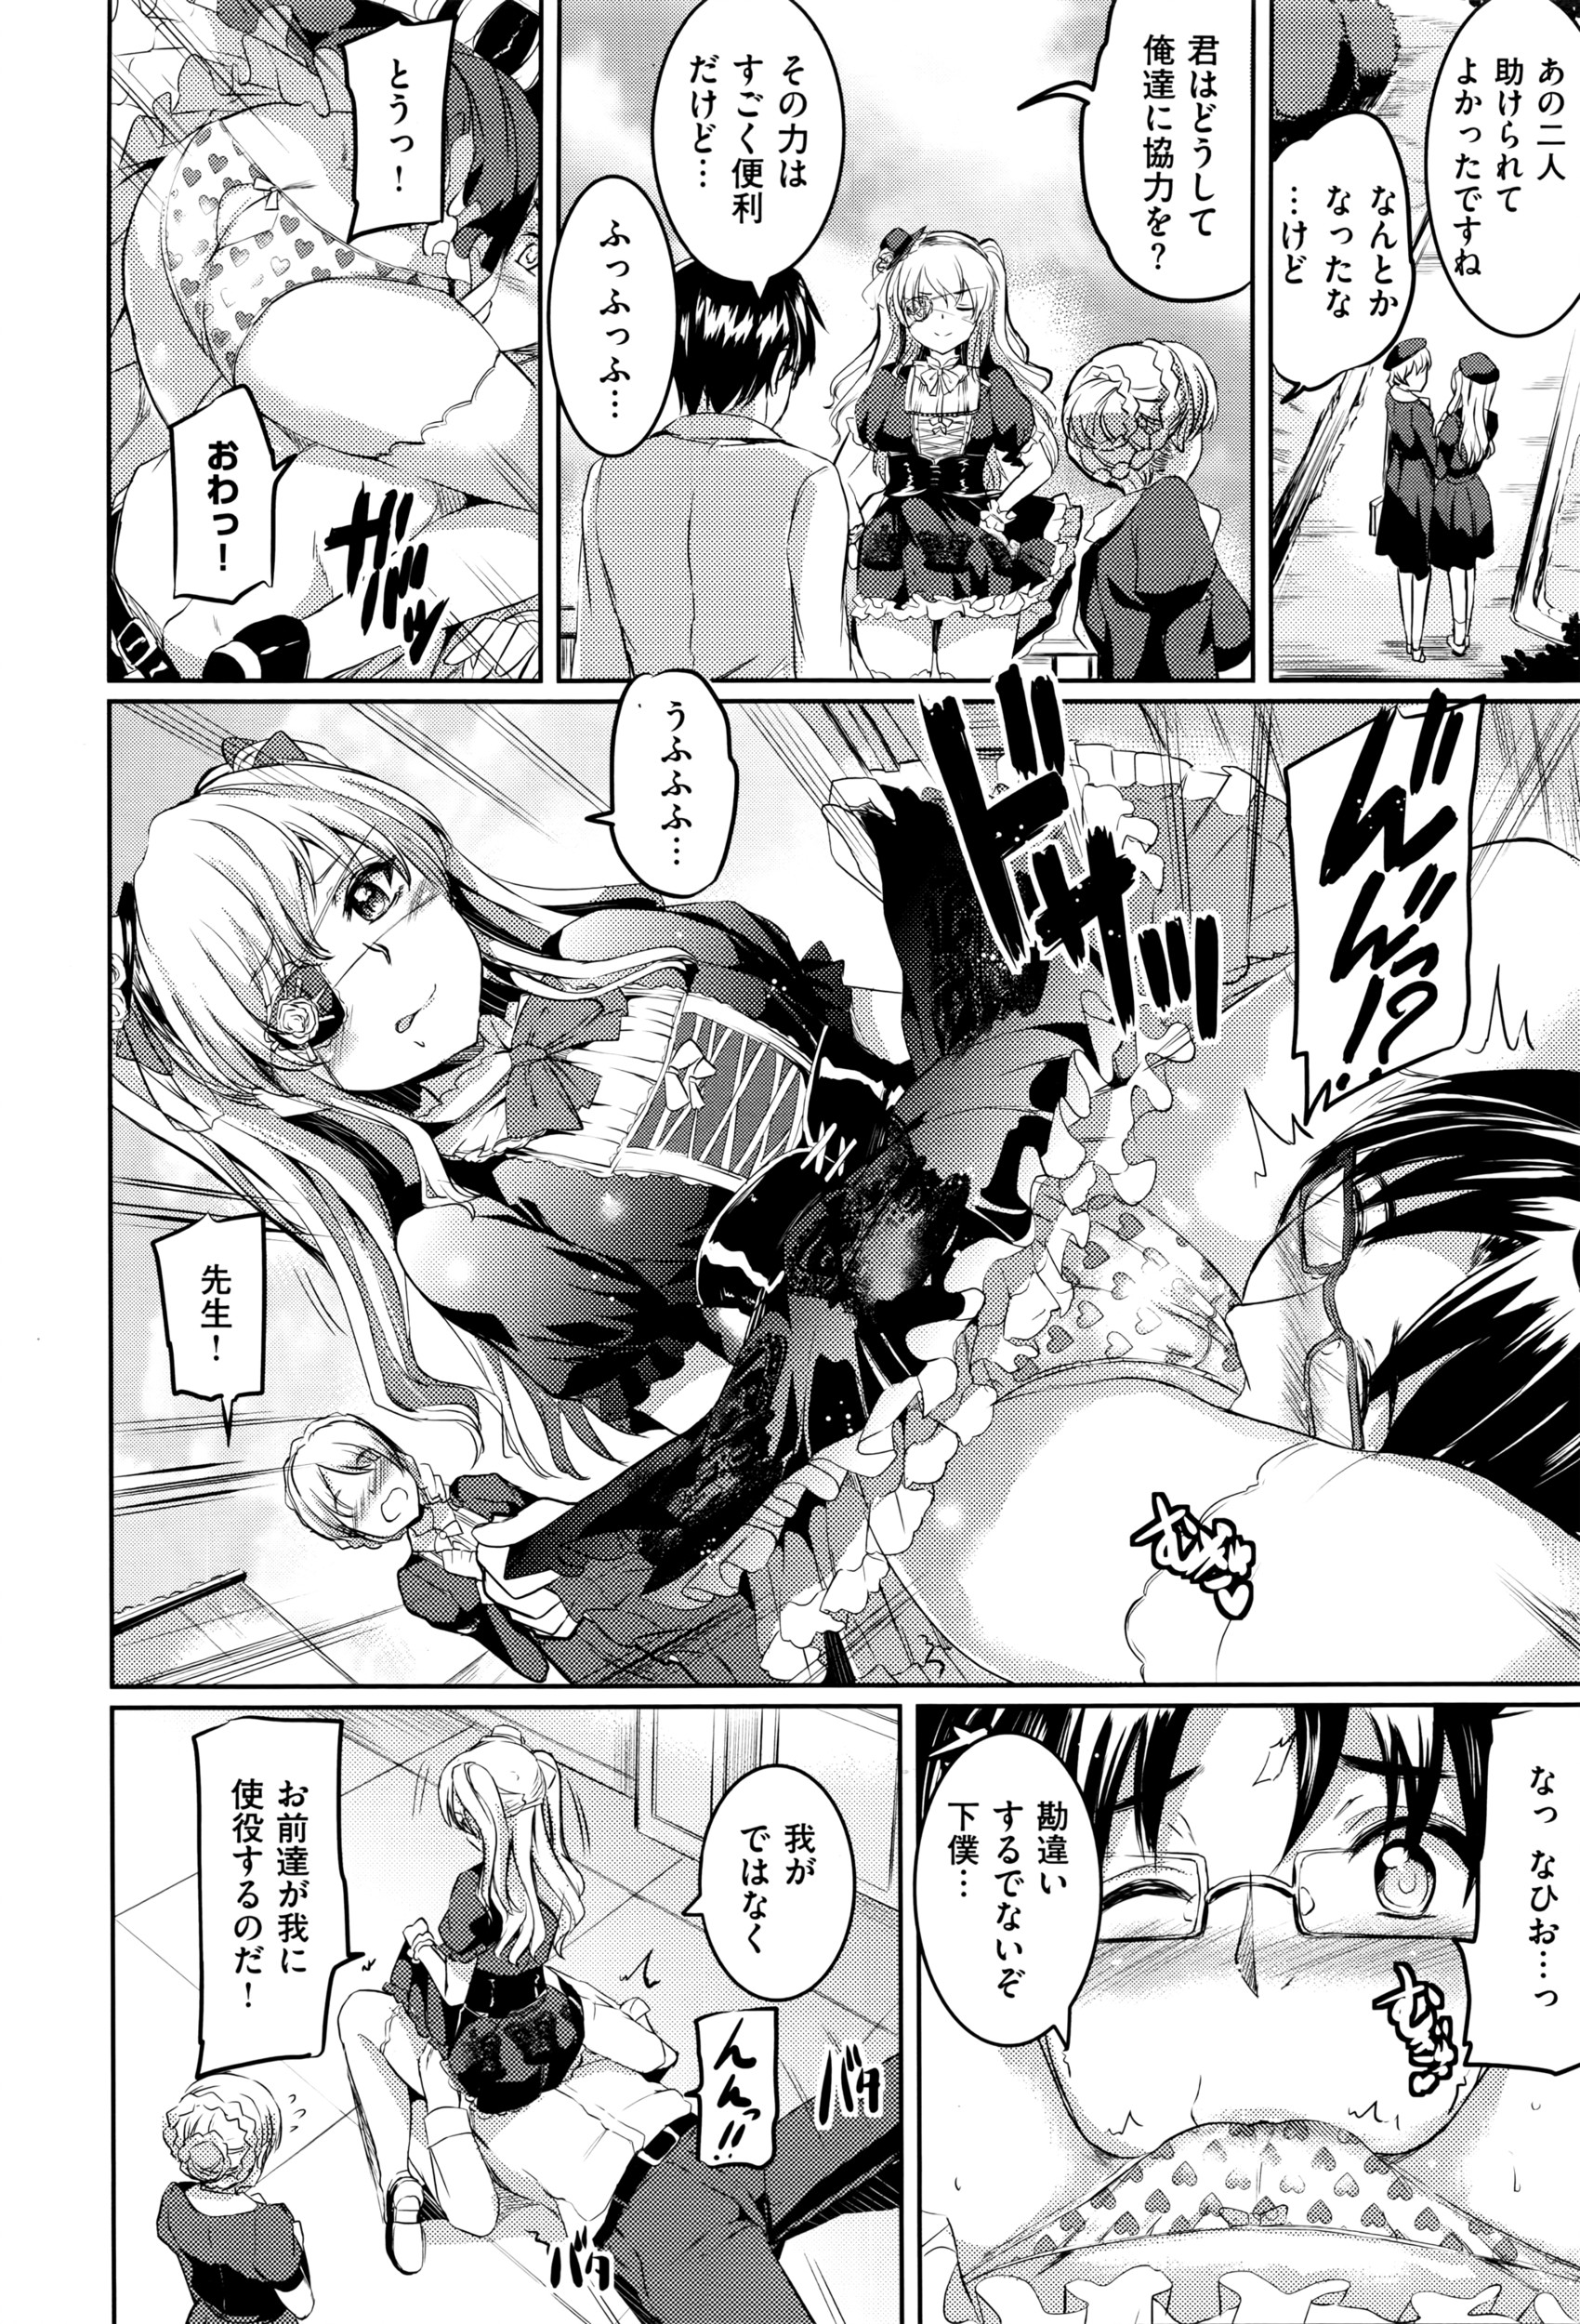 あの二人
助けられて
よかったですね
なんとか
なったな
…けど
君はどうして
俺達に協力を?
その力は
すごく便利
だけど…
ふっふっふ…
とうっ!
おわっ!
ガバッ
んんっ!?
ドサッ
うふふふ…
先生!
むぎゅっ
なっ なひお…っ
むぎゅっ
勘違い
するでないぞ
下僕…
我が
ではなく
んんっ!!
バタ
バタ
お前達が我に
使役するのだ!